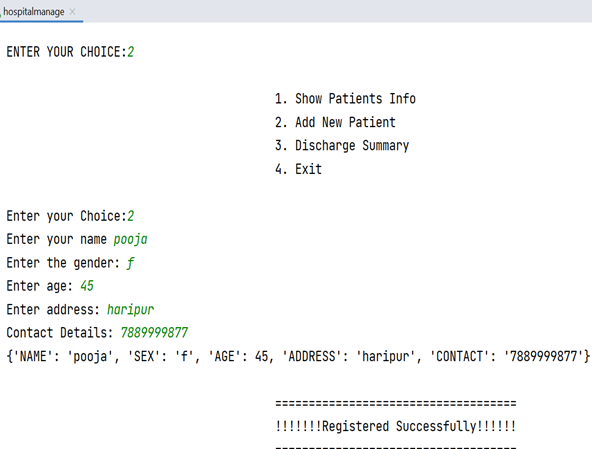 hospitalmanage ×
ENTER YOUR CHOICE:2
1. Show Patients Info
2. Add New Patient
3. Discharge Summary
4. Exit
Enter your Choice:2
Enter your name pooja
Enter the gender: f
Enter age: 45
Enter address: haripur
Contact Details: 7889999877
{'NAME': 'pooja', 'SEX': 'f', 'AGE': 45, 'ADDRESS': 'haripur', 'CONTACT': '7889999877'}
====================================
!!!!!!!Registered Successfully!!!!!!
====================================